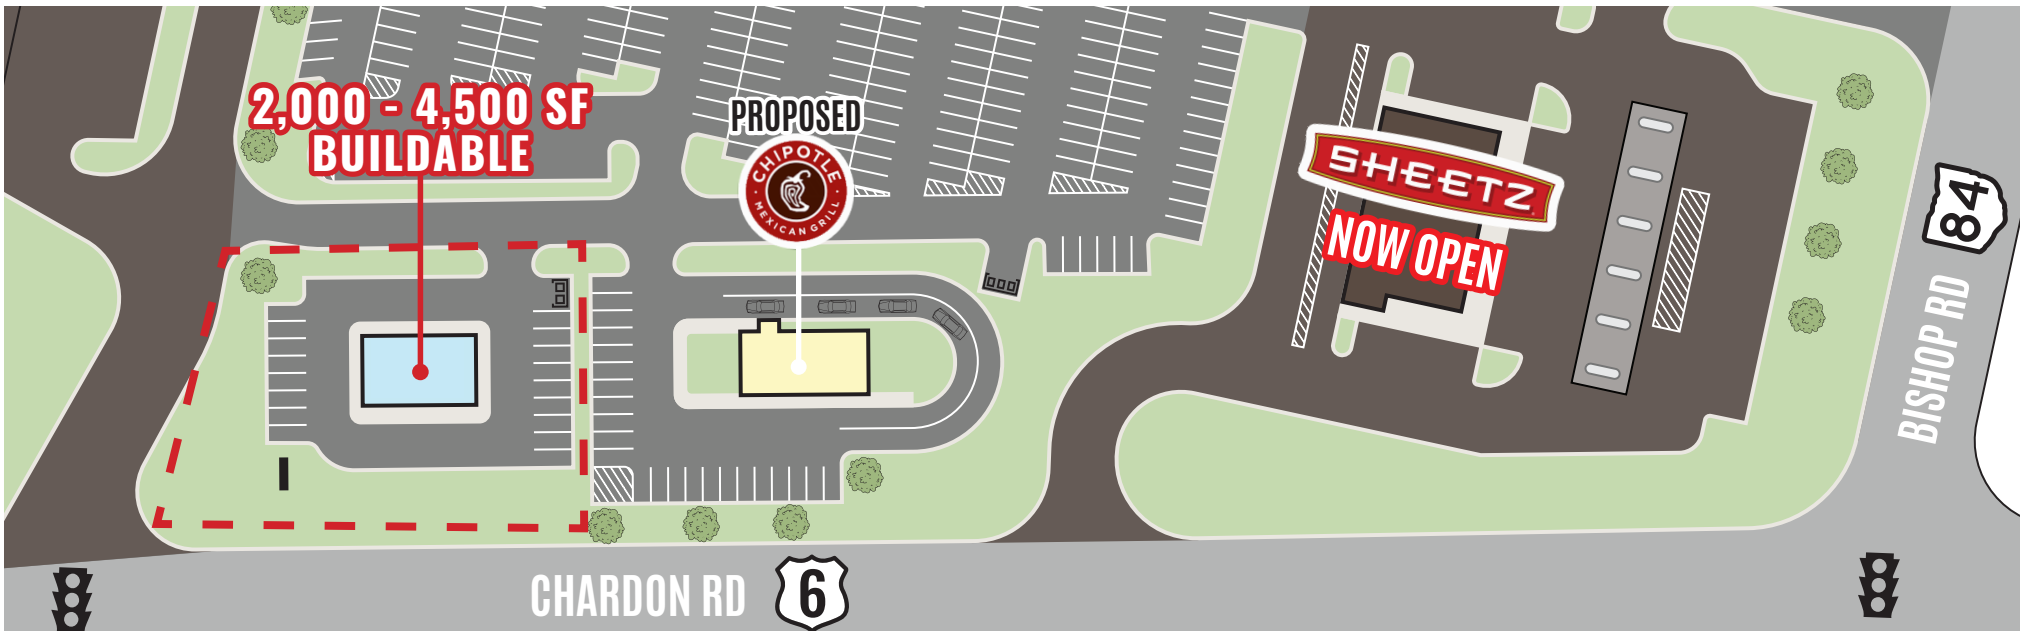 2,000 - 4,500 SF
BUILDABLE
PROPOSED
CHIPOTLE
MEXICAN GRILL
SHEETZ
NOW OPEN
84
BISHOP RD
CHARDON RD
6